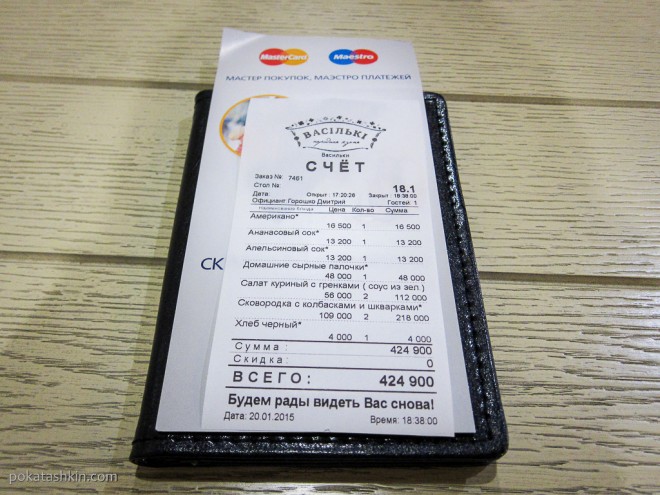 MasterCard Maestro
МАСТЕР ПОКУПОК, МАЭСТРО ПЛАТЕЖЕЙ
ВАСIЛЬКI
Васильки
СЧЁТ
Заказ № 7461
Стол №: 18.1
Дата: Открыт : 17:20:28 Закрыт : 18:38:00
Официант Горошко Дмитрий Гостей 1
Наименование блюда Цена Кол-во Сумма
Американо*
16 500 1 16 500
Ананасовый сок*
13 200 1 13 200
Апельсиновый сок*
13 200 1 13 200
Домашние сырные палочки*
48 000 1 48 000
Салат куриный с гренками ( соус из зел )
56 000 2 112 000
Сковородка с колбасками и шкварками*
109 000 2 218 000
Хлеб черный*
4 000 1 4 000
Сумма: 424 900
Скидка: 0
ВСЕГО: 424 900
Будем рады видеть Вас снова!
Дата: 20.01.2015 Время: 18:38:00
СК
pokatashkin.com